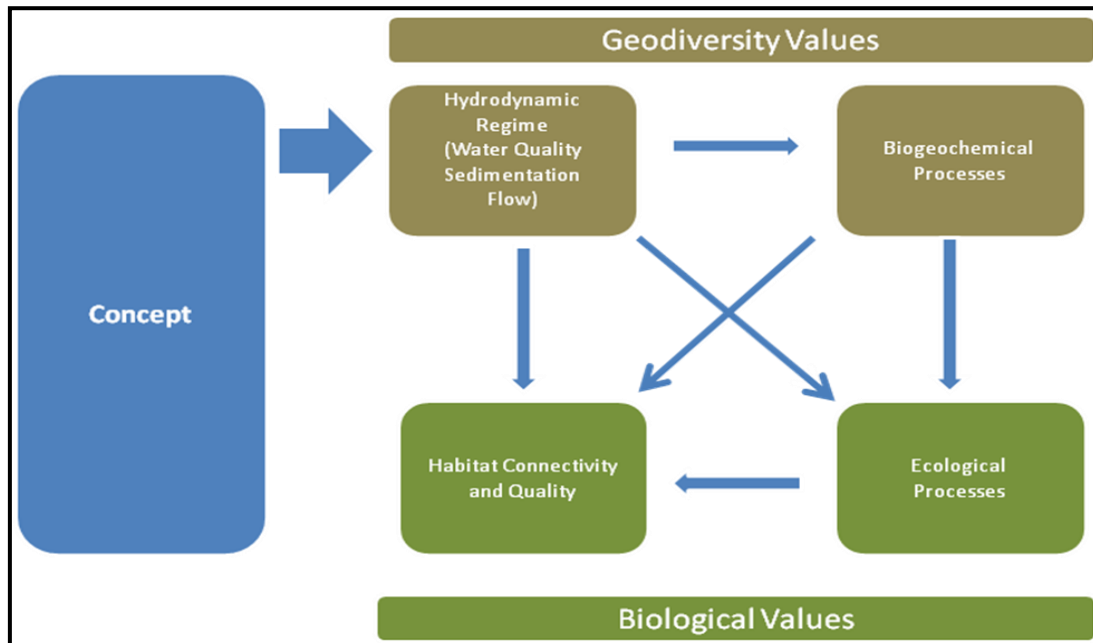 Geodiversity Values
Concept
Hydrodynamic
Regime
(Water Quality
Sedimentation
Flow)
Biogeochemical
Processes
Habitat Connectivity
and Quality
Ecological
Processes
Biological Values